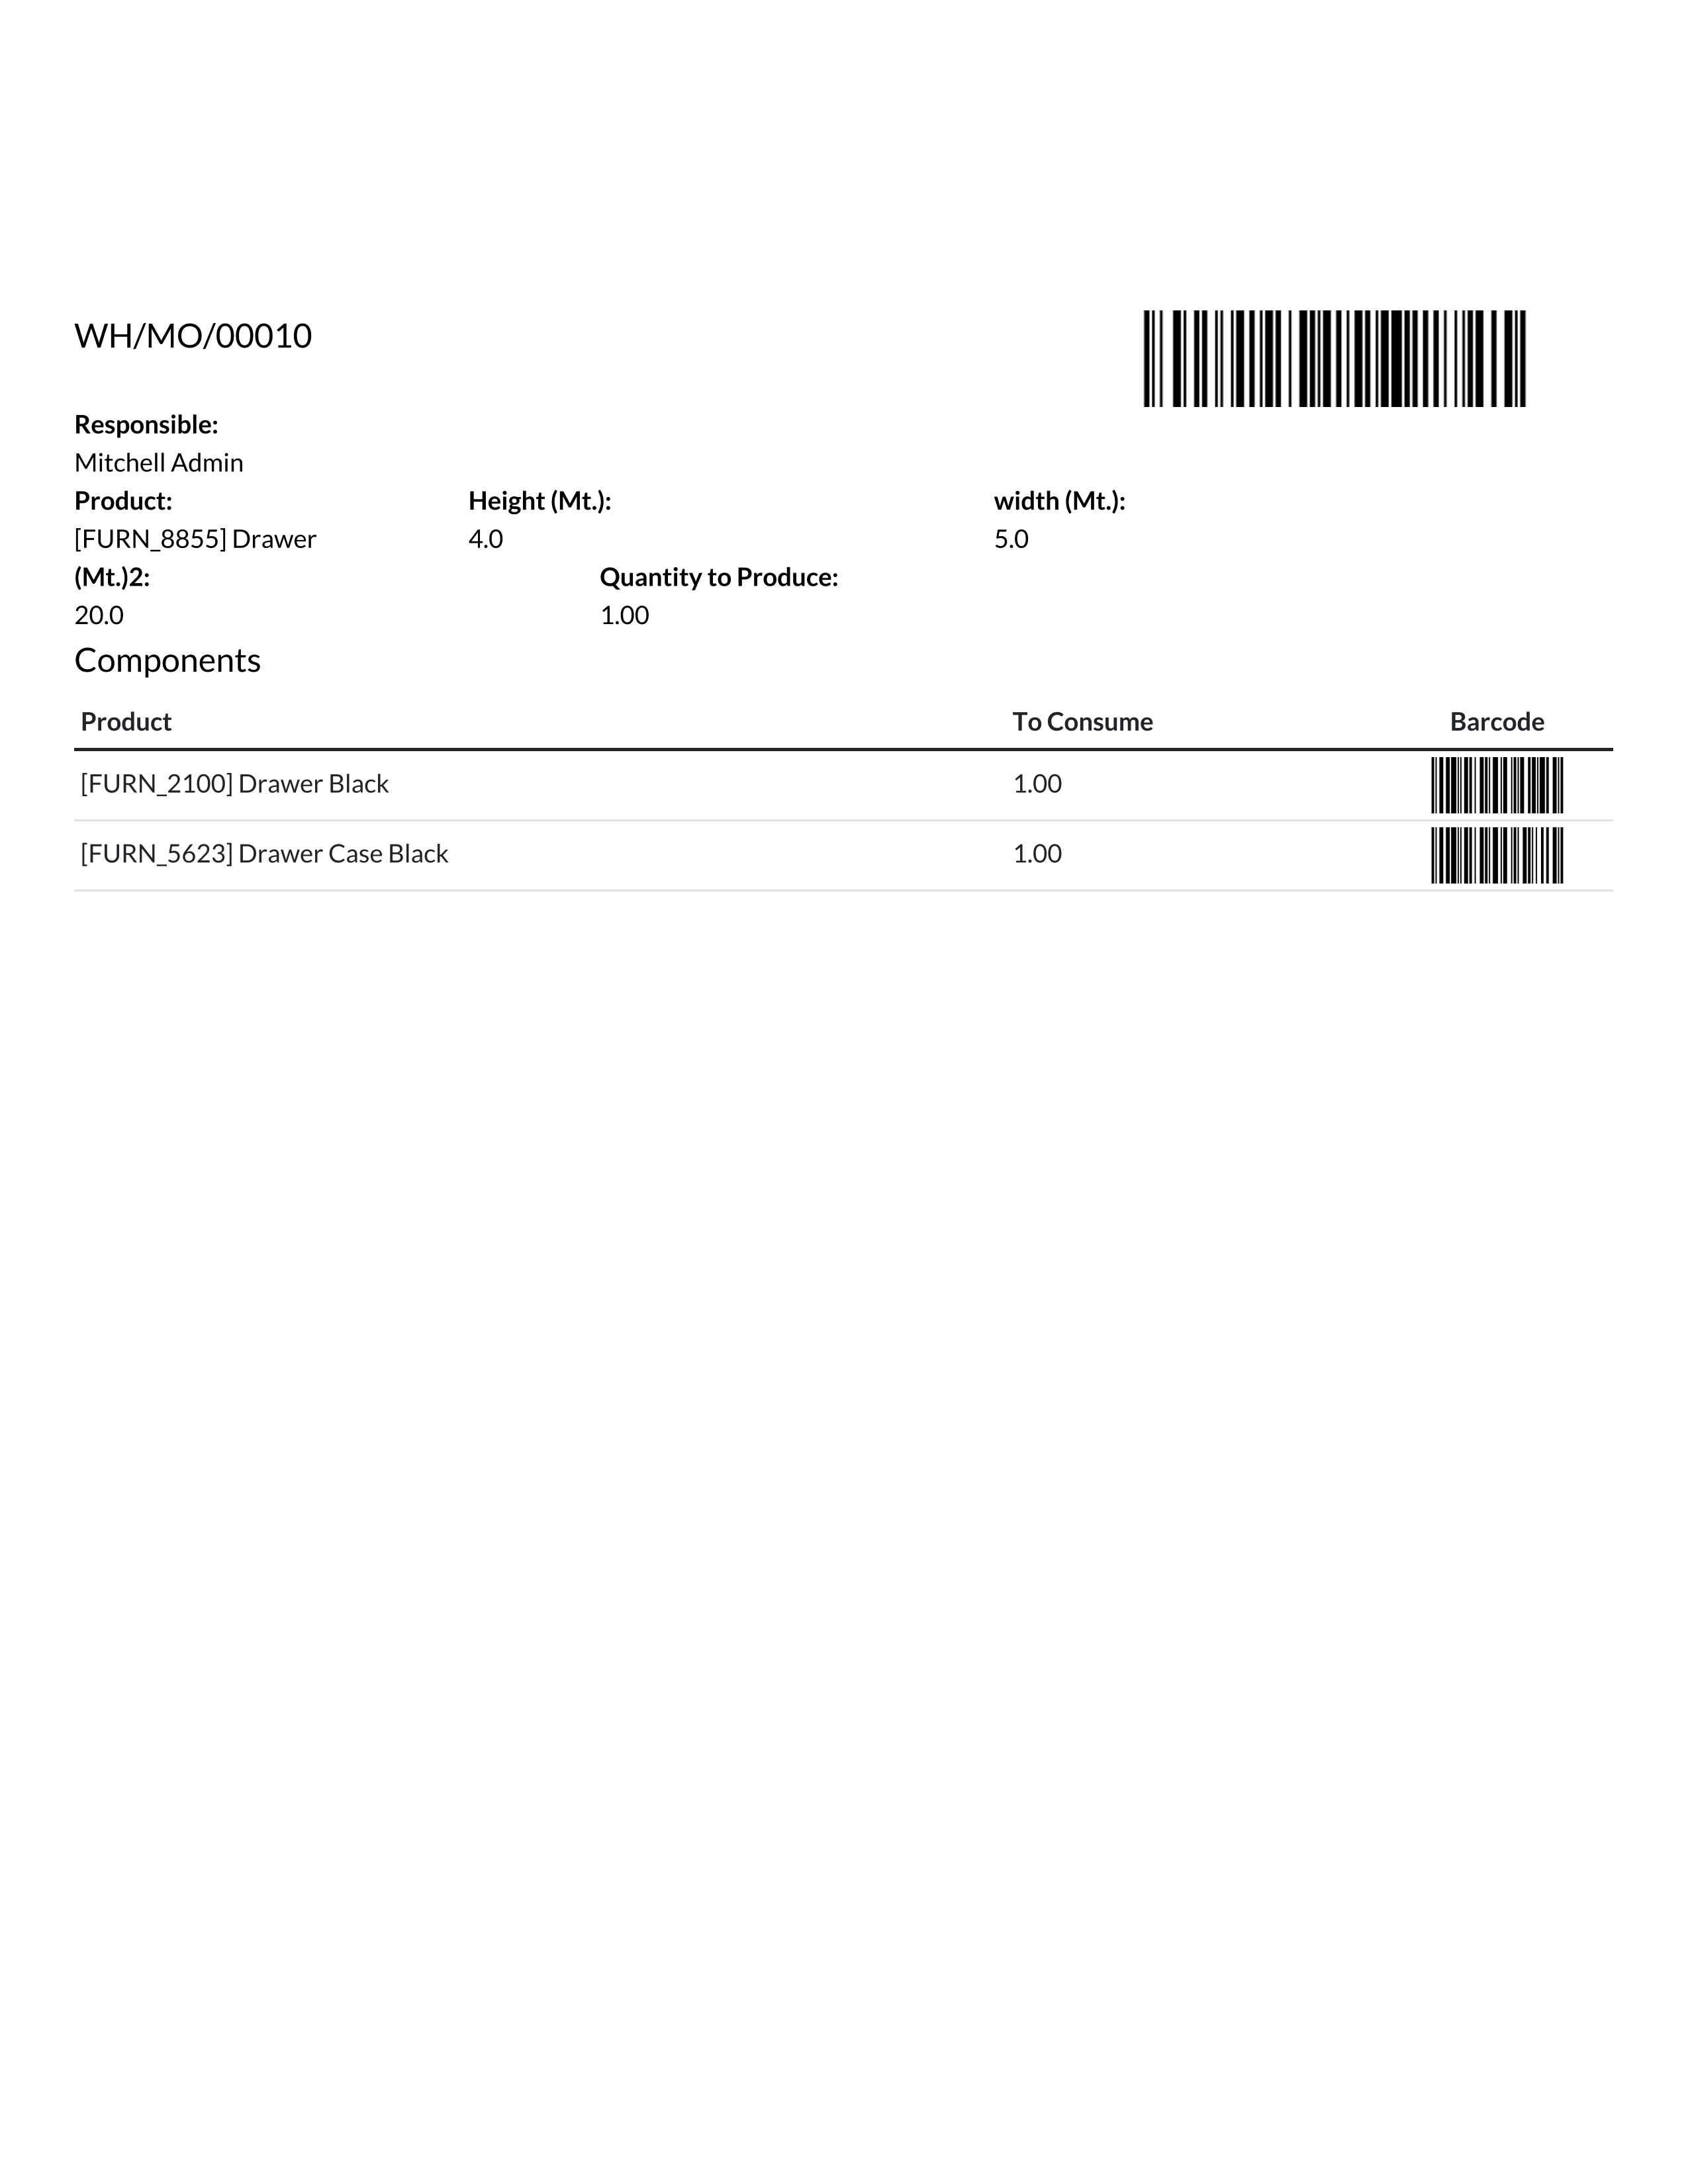 WH/MO/00010
Responsible:
Mitchell Admin
Product: Height (Mt.): width (Mt.):
[FURN_8855] Drawer 4.0 5.0
(Mt.)2: Quantity to Produce:
20.0 1.00
Components
Product To Consume Barcode
[FURN_2100] Drawer Black 1.00
[FURN_5623] Drawer Case Black 1.00